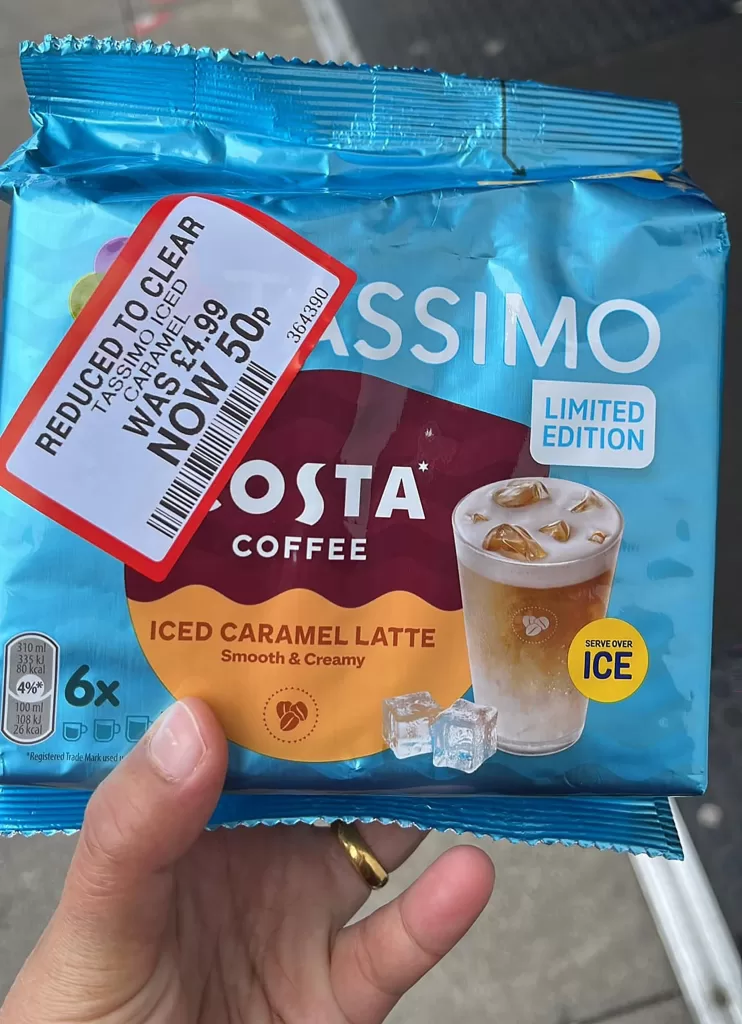 REDUCED TO CLEAR
TASSIMO ICED
CARAMEL
WAS £4.99
NOW 50p
364390
ASSIMO
LIMITED
EDITION
COSTA
COFFEE
ICED CARAMEL LATTE
Smooth & Creamy
SERVE OVER
ICE
310 ml
335 kJ
80 kcal
4%*
100 ml
108 kJ
26 kcal
6x
*Registered Trade Mark used